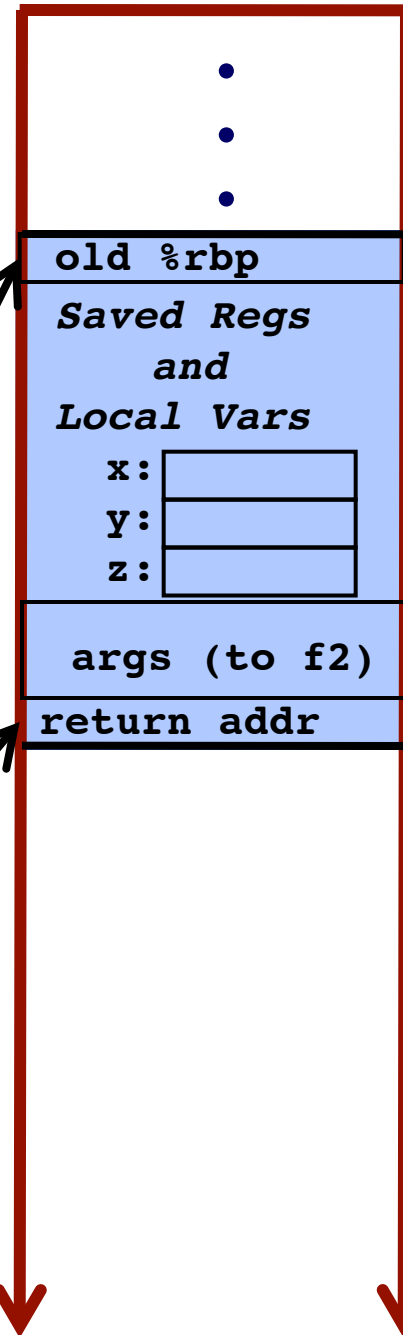 old %rbp
Saved Regs
and
Local Vars
x:
y:
z:
args (to f2)
return addr